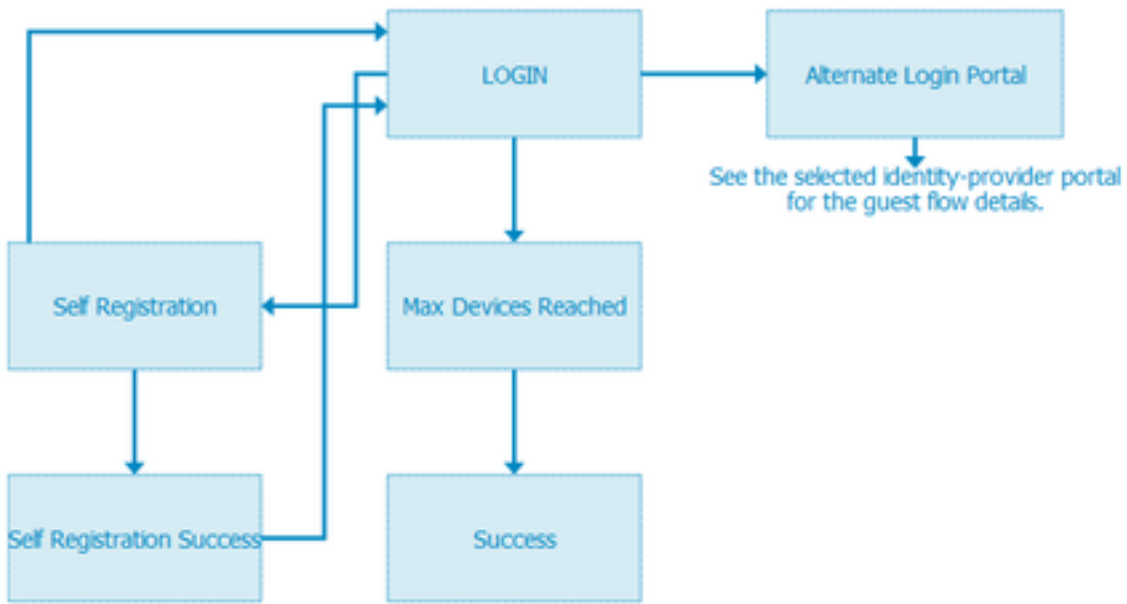 LOGIN
Alternate Login Portal
See the selected identity-provider portal
for the guest flow details.
Self Registration
Max Devices Reached
Self Registration Success
Success